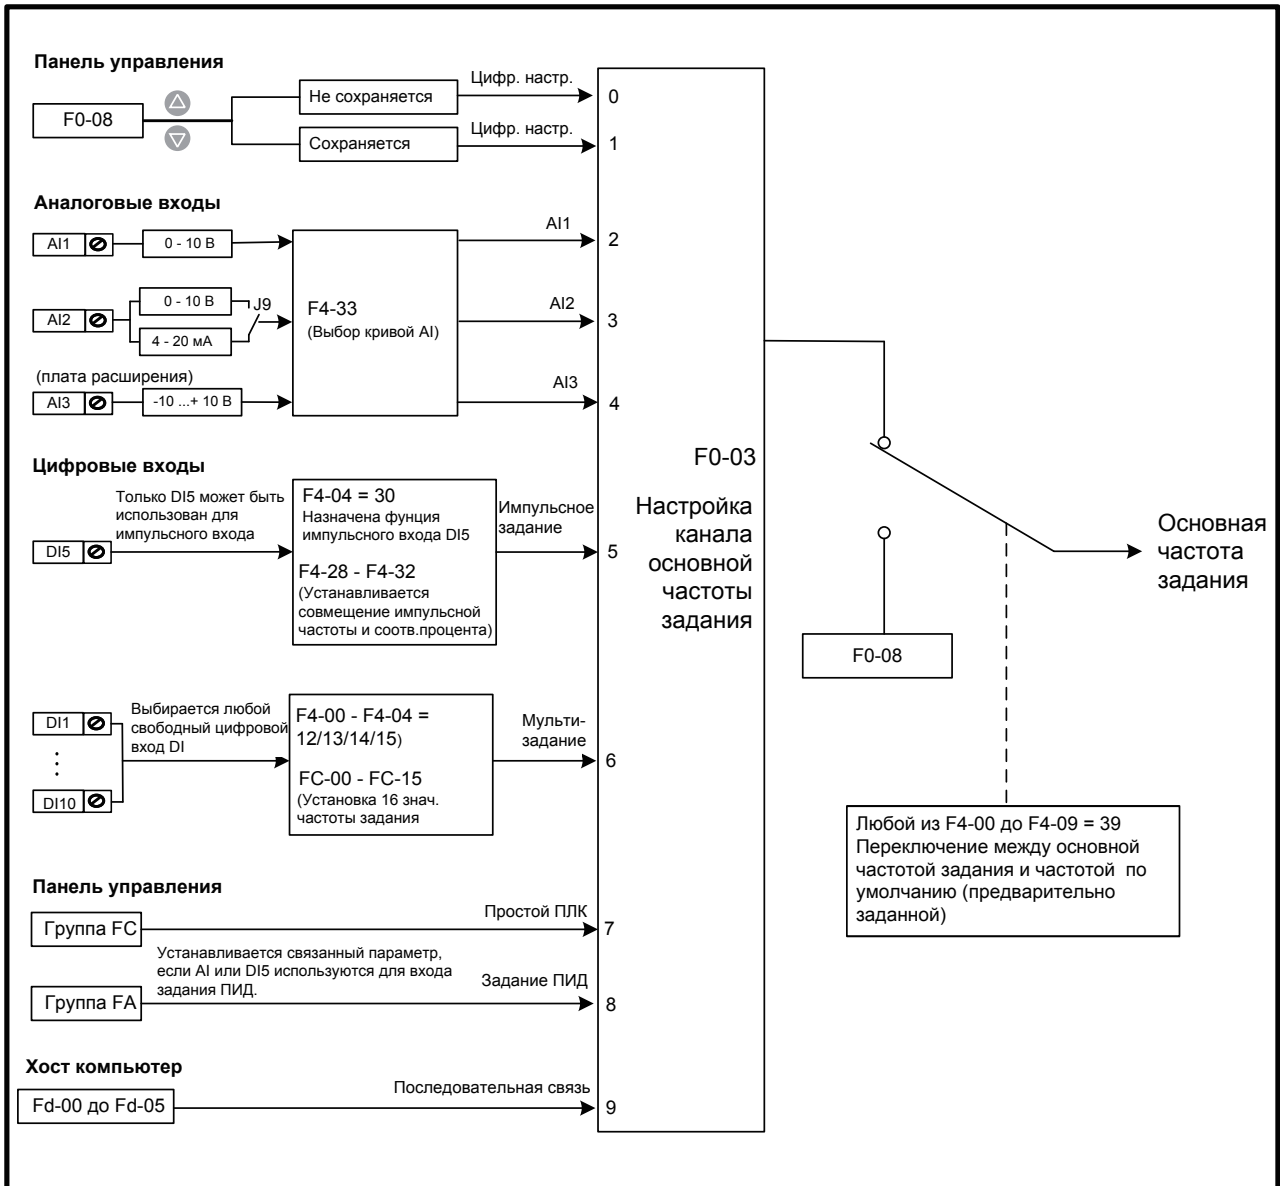 Панель управления
F0-08
Не сохраняется
Цифр. настр.
0
Сохраняется
Цифр. настр.
1
Аналоговые входы
AI1
0 - 10 В
AI1
2
AI2
0 - 10 В
4 - 20 мА
J9
F4-33
(Выбор кривой AI)
AI2
3
(плата расширения)
AI3
-10 ...+ 10 В
AI3
4
F0-03
Настройка
канала
основной
частоты
задания
Цифровые входы
Только DI5 может быть
использован для
импульсного входа
DI5
F4-04 = 30
Назначена фунция
импульсного входа DI5
F4-28 - F4-32
(Устанавливается
совмещение импульсной
частоты и соотв.процента)
Импульсное
задание
5
DI1
⋮
DI10
Выбирается любой
свободный цифровой
вход DI
F4-00 - F4-04 =
12/13/14/15)
FC-00 - FC-15
(Установка 16 знач.
частоты задания
Мульти-
задание
6
Панель управления
Группа FC
Простой ПЛК
7
Устанавливается связанный параметр,
если AI или DI5 используются для входа
задания ПИД.
Группа FA
Задание ПИД
8
Хост компьютер
Fd-00 до Fd-05
Последовательная связь
9
F0-08
Основная
частота
задания
Любой из F4-00 до F4-09 = 39
Переключение между основной
частотой задания и частотой по
умолчанию (предварительно
заданной)